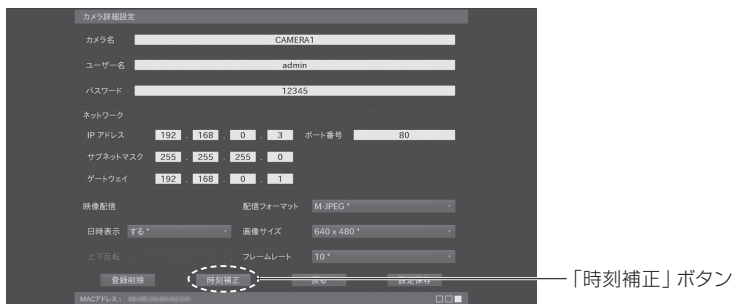 カメラ詳細設定
カメラ名 CAMERA1
ユーザー名 admin
パスワード 12345
ネットワーク
IP アドレス 192 . 168 . 0 . 3 ポート番号 80
サブネットマスク 255 . 255 . 255 . 0
ゲートウェイ 192 . 168 . 0 . 1
映像配信 配信フォーマット M-JPEG *
日時表示 する * 画像サイズ 640 x 480 *
上下反転 フレームレート 10 *
登録削除 時刻補正 戻る 設定保存
「時刻補正」ボタン
MACアドレス :